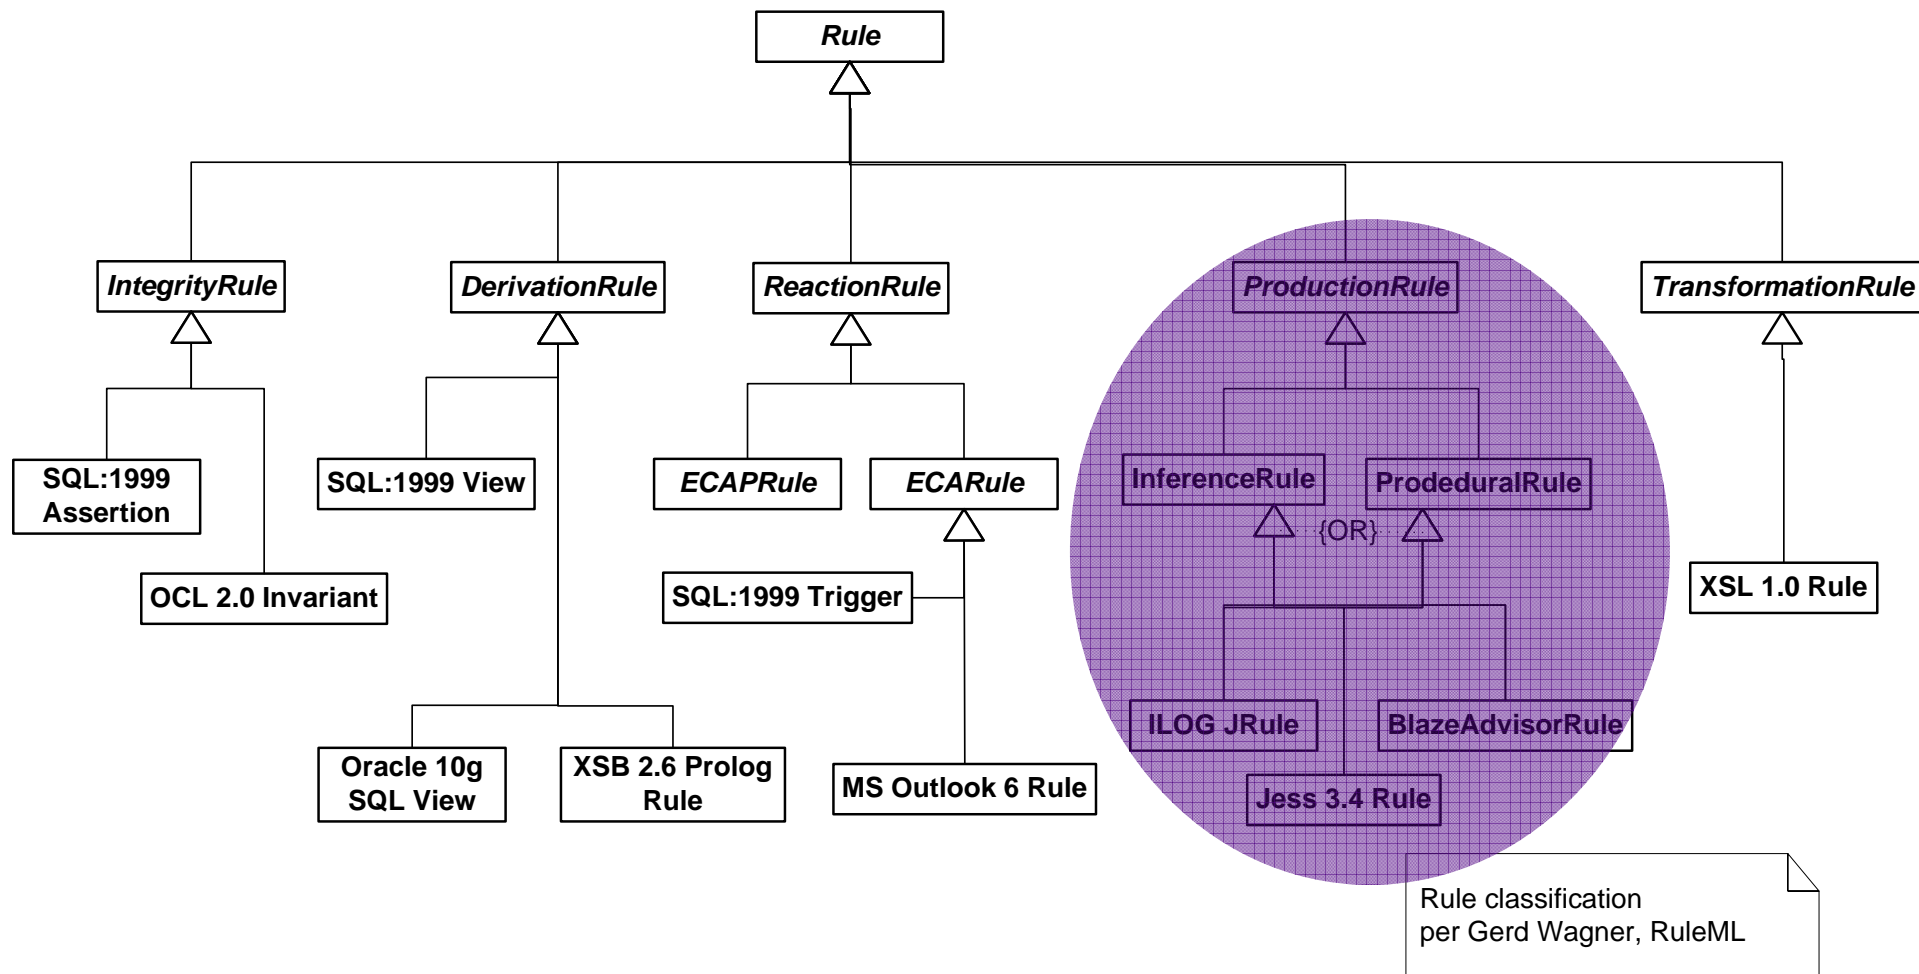 Rule
IntegrityRule
DerivationRule
ReactionRule
ProductionRule
TransformationRule
SQL:1999
Assertion
SQL:1999 View
ECAPRule
ECARule
InferenceRule
ProdeduralRule
{OR}
OCL 2.0 Invariant
SQL:1999 Trigger
XSL 1.0 Rule
ILOG JRule
BlazeAdvisorRule
Oracle 10g
SQL View
XSB 2.6 Prolog
Rule
MS Outlook 6 Rule
Jess 3.4 Rule
Rule classification
per Gerd Wagner, RuleML